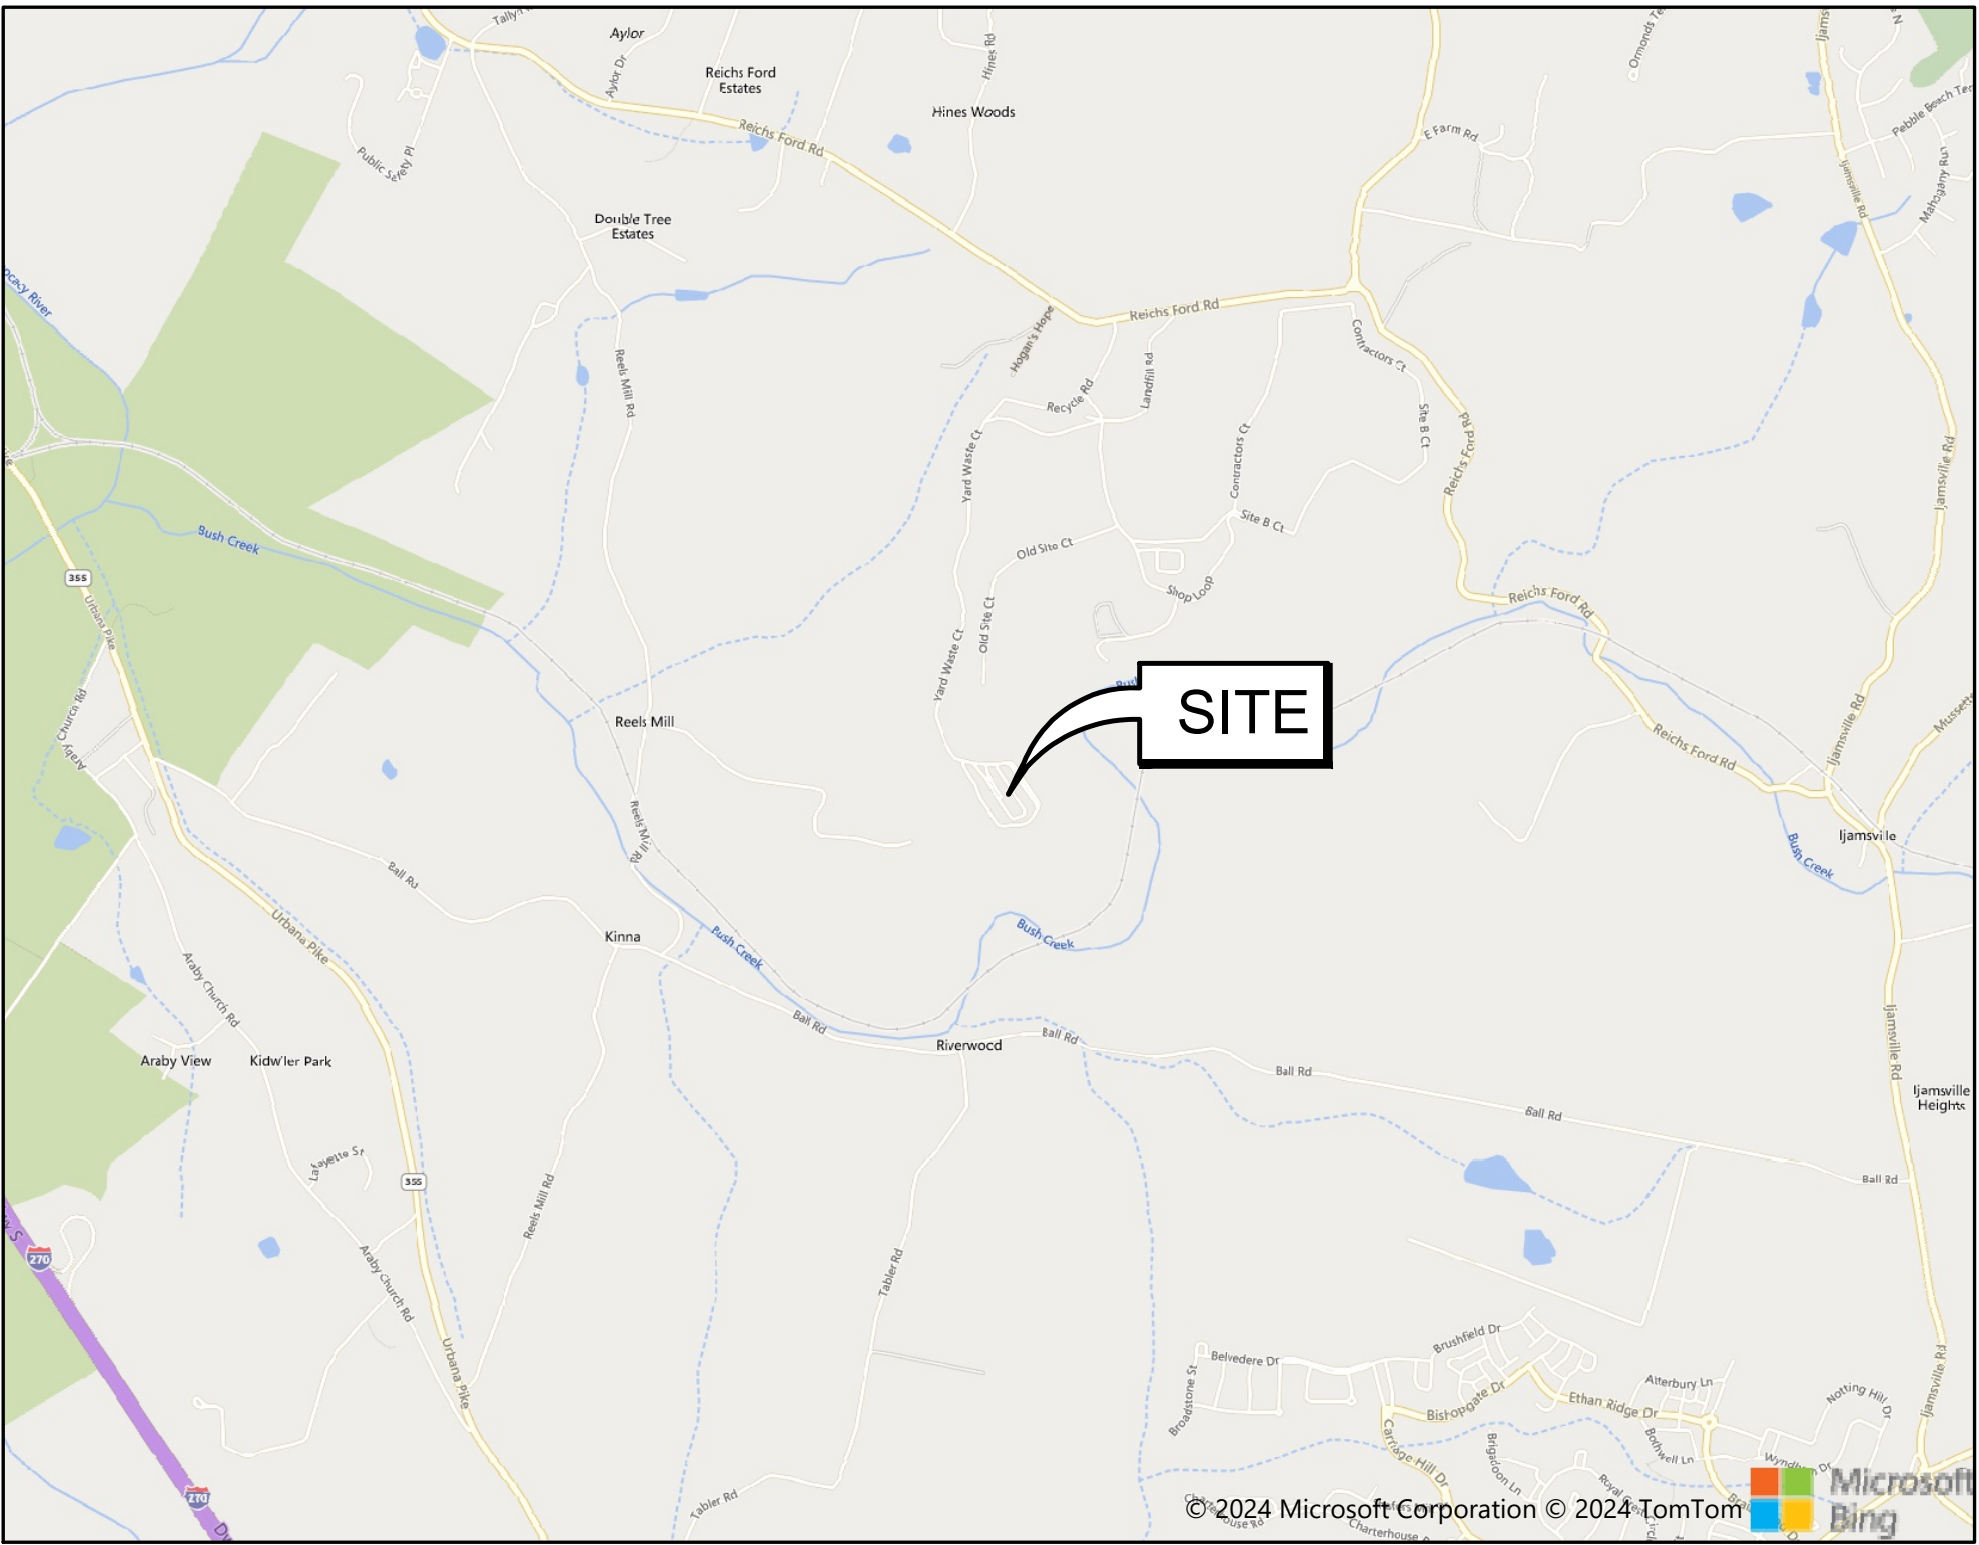 Aylor
Aylor Dr
Hines Rd
Reichs Ford
Estates
Hines Woods
Reichs Ford Rd
Public Safety Pl
E Farm Rd
Pebble Beach Ter
Ijamsville Rd
Mahogany Run
Double Tree
Estates
Hogan's Hope
Reichs Ford Rd
Contractors Ct
Reels Mill Rd
Recycle Rd
Landfill Rd
Site B Ct
Reichs Ford Rd
Yard Waste Ct
Contractors Ct
Ijamsville Rd
Site B Ct
Bush Creek
Old Site Ct
355
Urbana Pike
Shop Loop
Reichs Ford Rd
Old Site Ct
Yard Waste Ct
Araby Church Rd
SITE
Reels Mill
Ijamsville Rd
Reichs Ford Rd
Reels Mill Rd
Ijamsville
Bush Creek
Ball Rd
Urbana Pike
Kinna
Bush Creek
Bush Creek
Araby Church Rd
Ball Rd
Riverwood
Ball Rd
Araby View
Kidwiler Park
Ball Rd
Ijamsville Rd
Ijamsville
Heights
Ball Rd
Lafayette St
355
Ball Rd
Reels Mill Rd
270
Araby Church Rd
Tabler Rd
Urbana Pike
Belvedere Dr
Brushfield Dr
Broadstone St
Bishopgate Dr
Ethan Ridge Dr
Atterbury Ln
Notting Hill Dr
Ijamsville Rd
Carriage Hill Dr
Brigadoon Ln
Bothwell Ln
Wyndham Dr
270
Tabler Rd
© 2024 Microsoft Corporation © 2024 TomTom
Microsoft
Bing